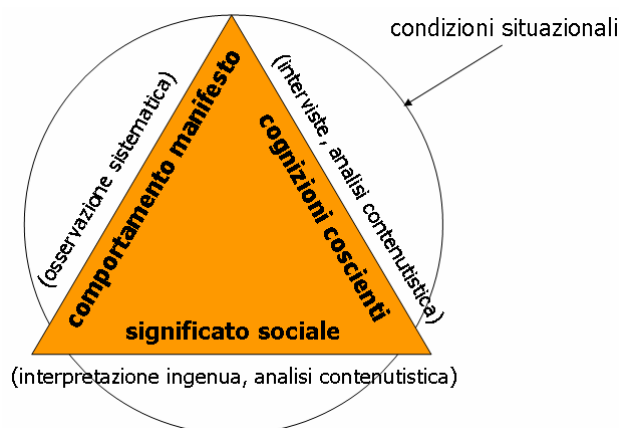 condizioni situazionali
(osservazione sistematica)
comportamento manifesto
cognizioni coscienti
(interviste, analisi contenutistica)
significato sociale
(interpretazione ingenua, analisi contenutistica)